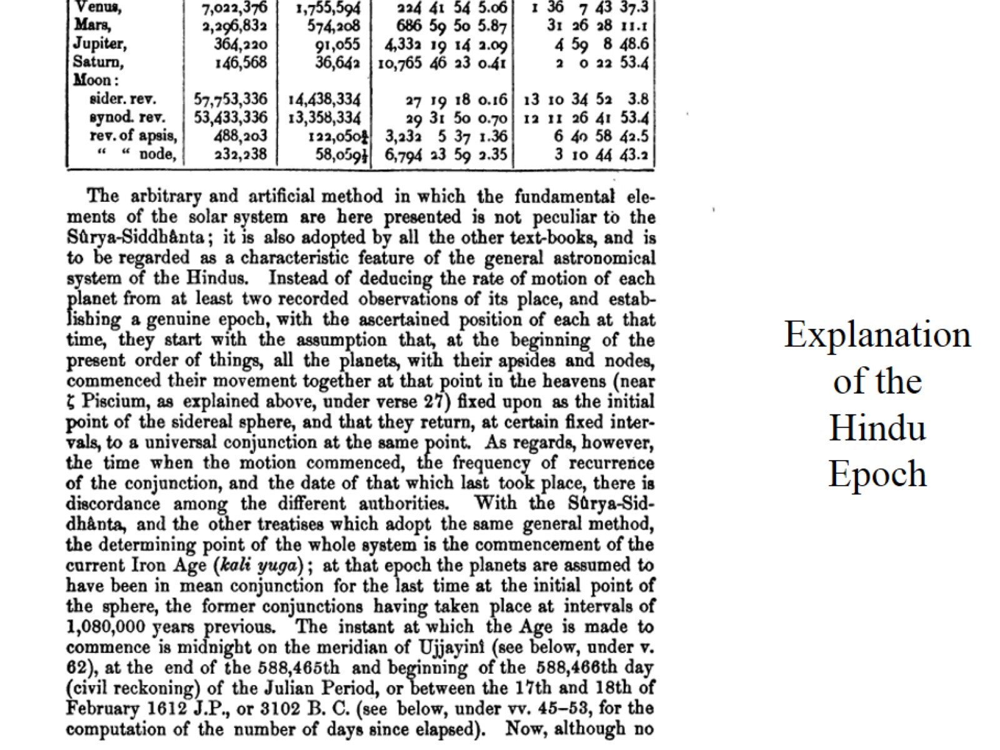 Venus, 7,022,376 1,755,594 224 41 54 5.06 1 36 7 43 37.3
Mars, 2,296,832 574,208 686 59 50 5.87 31 26 28 11.1
Jupiter, 364,220 91,055 4,332 19 14 2.09 4 59 8 48.6
Saturn, 146,568 36,642 10,765 46 23 0.41 2 0 22 53.4
Moon:
sider. rev. 57,753,336 14,438,334 27 19 18 0.16 13 10 34 52 3.8
synod. rev. 53,433,336 13,358,334 29 31 50 0.70 12 11 26 41 53.4
rev. of apsis, 488,203 122,050¾ 3,232 5 37 1.36 6 40 58 42.5
“ “ node, 232,238 58,059½ 6,794 23 59 2.35 3 10 44 43.2
The arbitrary and artificial method in which the fundamental ele-
ments of the solar system are here presented is not peculiar to the
Sûrya-Siddhânta; it is also adopted by all the other text-books, and is
to be regarded as a characteristic feature of the general astronomical
system of the Hindus. Instead of deducing the rate of motion of each
planet from at least two recorded observations of its place, and estab-
lishing a genuine epoch, with the ascertained position of each at that
time, they start with the assumption that, at the beginning of the
present order of things, all the planets, with their apsides and nodes,
commenced their movement together at that point in the heavens (near
ζ Piscium, as explained above, under verse 27) fixed upon as the initial
point of the sidereal sphere, and that they return, at certain fixed inter-
vals, to a universal conjunction at the same point. As regards, however,
the time when the motion commenced, the frequency of recurrence
of the conjunction, and the date of that which last took place, there is
discordance among the different authorities. With the Sûrya-Sid-
dhânta, and the other treatises which adopt the same general method,
the determining point of the whole system is the commencement of the
current Iron Age (kali yuga); at that epoch the planets are assumed to
have been in mean conjunction for the last time at the initial point of
the sphere, the former conjunctions having taken place at intervals of
1,080,000 years previous. The instant at which the Age is made to
commence is midnight on the meridian of Ujjayinî (see below, under v.
62), at the end of the 588,465th and beginning of the 588,466th day
(civil reckoning) of the Julian Period, or between the 17th and 18th of
February 1612 J.P., or 3102 B. C. (see below, under vv. 45–53, for the
computation of the number of days since elapsed). Now, although no
Explanation
of the
Hindu
Epoch